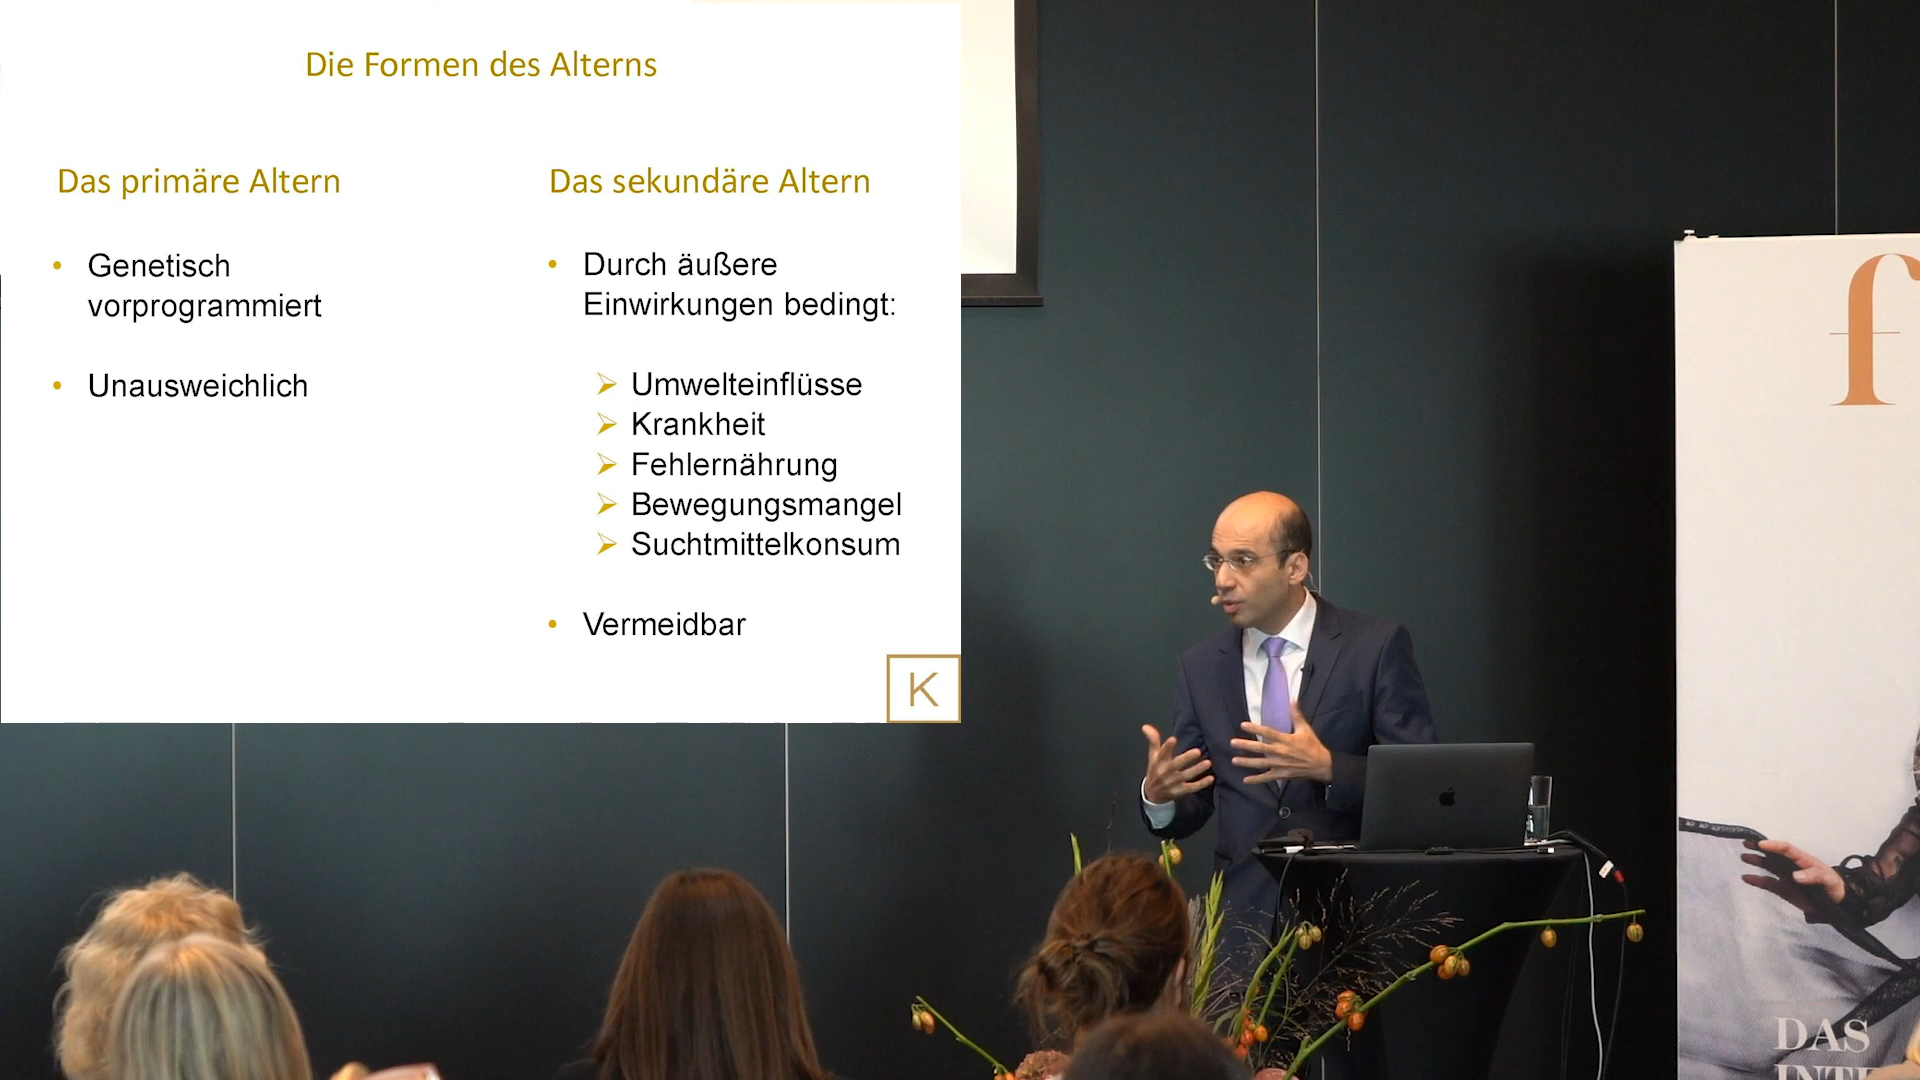 Die Formen des Alterns
Das primäre Altern
• Genetisch
vorprogrammiert
• Unausweichlich
Das sekundäre Altern
• Durch äußere
Einwirkungen bedingt:
➢ Umwelteinflüsse
➢ Krankheit
➢ Fehlernährung
➢ Bewegungsmangel
➢ Suchtmittelkonsum
• Vermeidbar
K
f
DAS